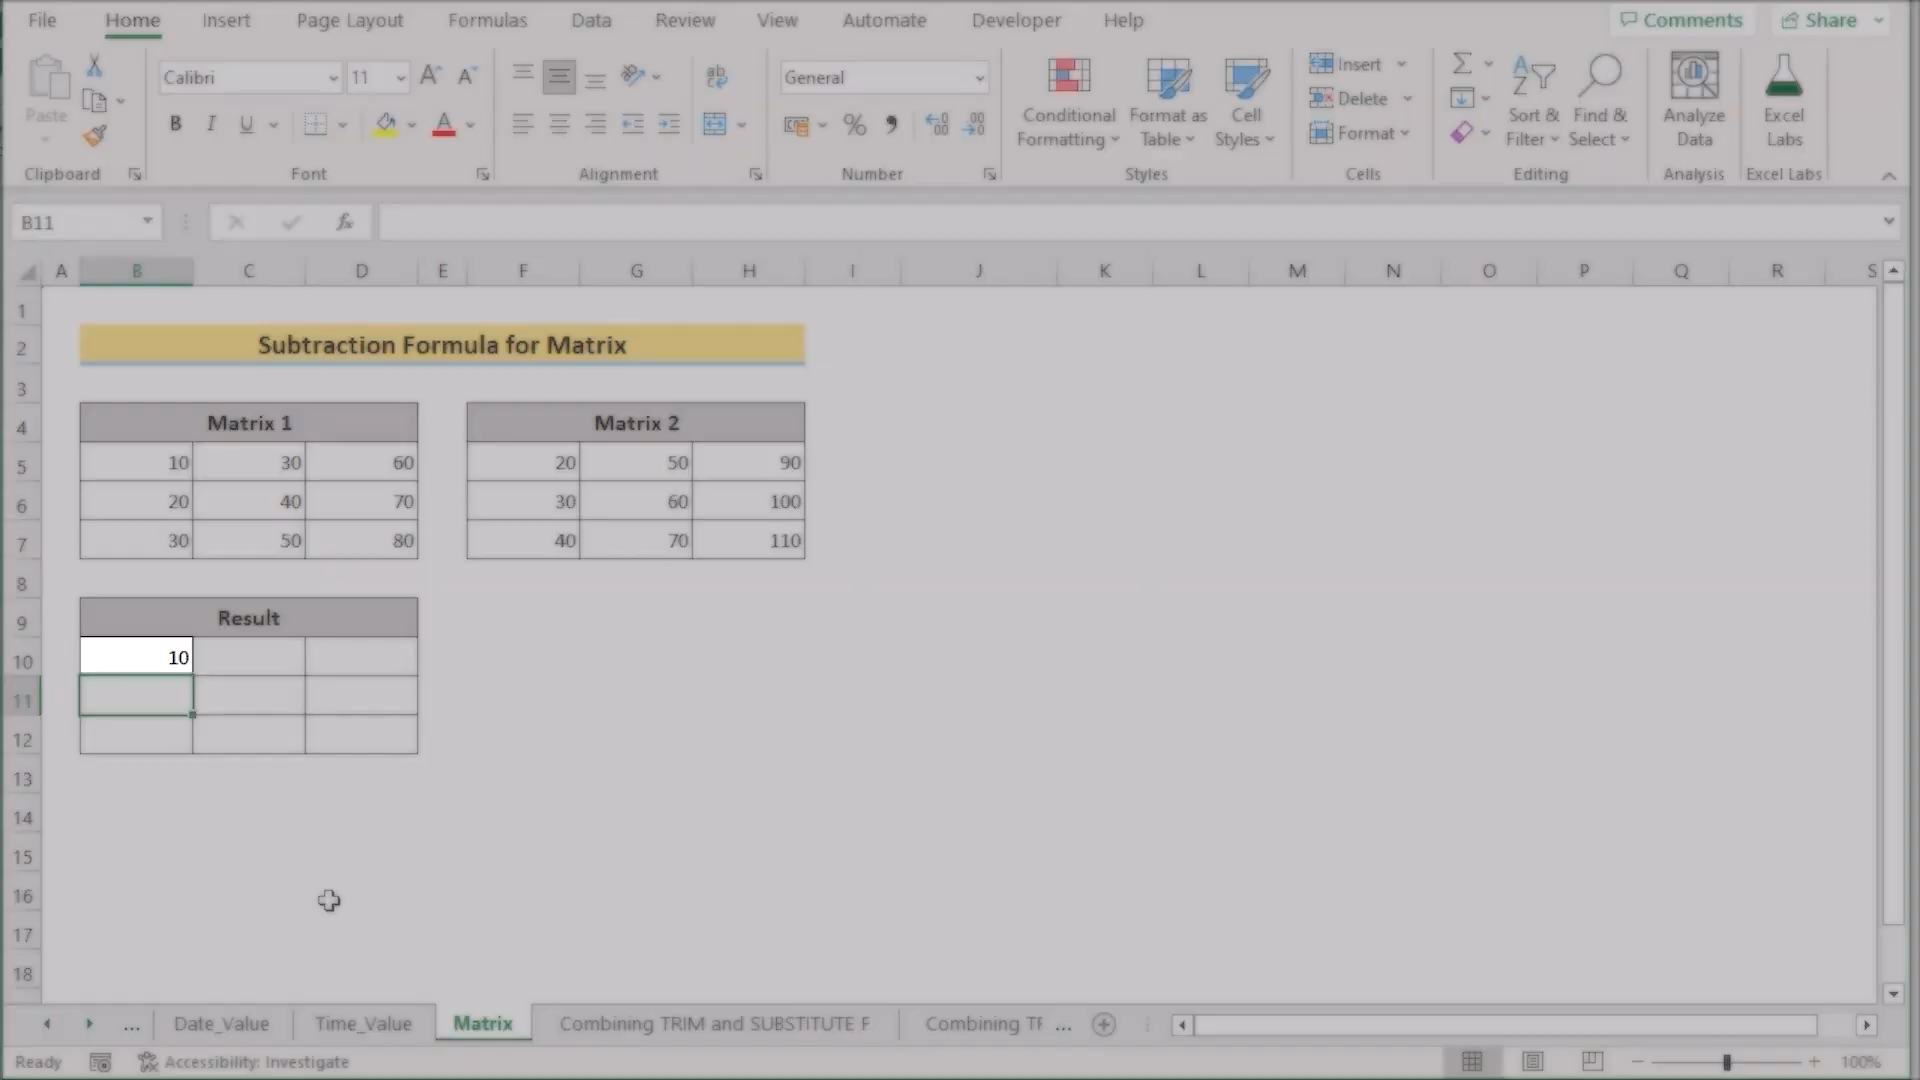 File Home Insert Page Layout Formulas Data Review View Automate Developer Help Comments Share
Paste
Clipboard
Calibri 11
B I U A
Font
ab
Alignment
General
% 9
Number
Conditional Formatting
Format as Table
Cell Styles
Styles
Insert
Delete
Format
Cells
Sort & Filter
Find & Select
Editing
Analyze Data
Analysis
Excel Labs
Excel Labs
B11 fx
A B C D E F G H I J K L M N O P Q R S
1
2 Subtraction Formula for Matrix
3
4 Matrix 1 Matrix 2
5 10 30 60 20 50 90
6 20 40 70 30 60 100
7 30 50 80 40 70 110
8
9 Result
10 10
11
12
13
14
15
16
17
18
... Date_Value Time_Value Matrix Combining TRIM and SUBSTITUTE F Combining TF ...
Ready Accessibility: Investigate 100%